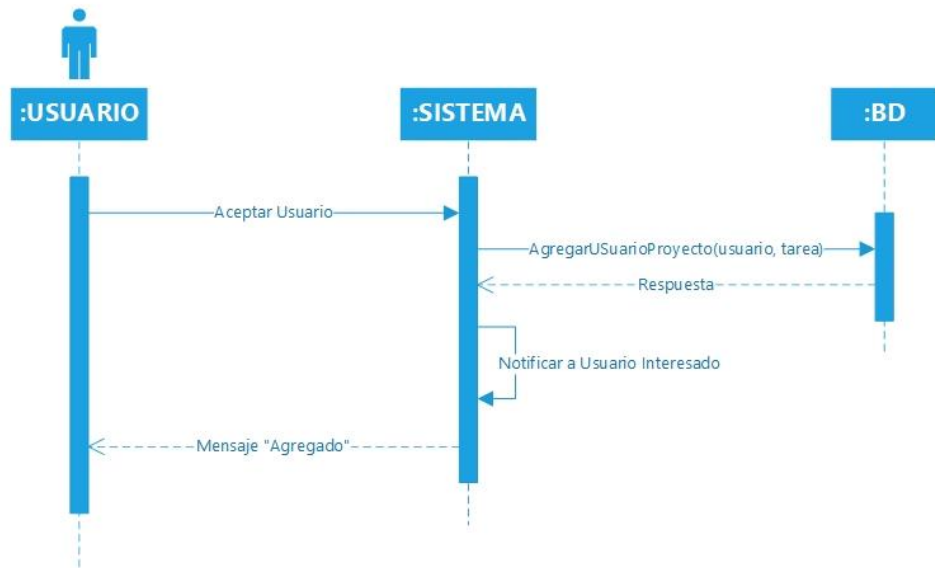 :USUARIO
:SISTEMA
:BD
Aceptar Usuario
AgregarUSuarioProyecto(usuario, tarea)
Respuesta
Notificar a Usuario Interesado
Mensaje "Agregado"